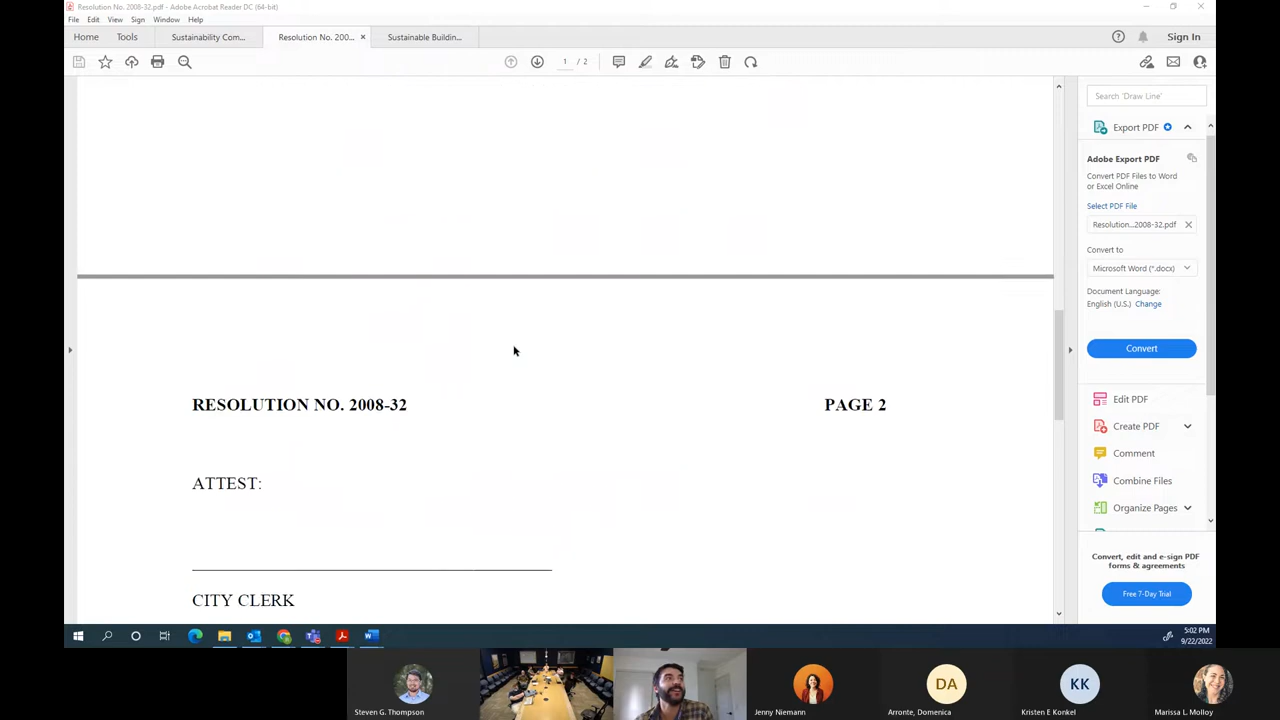 Resolution No. 2008-32.pdf - Adobe Acrobat Reader DC (64-bit)
File Edit View Sign Window Help
Home Tools Sustainability Com... Resolution No. 200... × Sustainable Buildin... Sign In
1 / 2
Search 'Draw Line'
Export PDF
Adobe Export PDF
Convert PDF Files to Word
or Excel Online
Select PDF File
Resolution...2008-32.pdf
Convert to
Microsoft Word (*.docx)
Document Language:
English (U.S.) Change
Convert
RESOLUTION NO. 2008-32 PAGE 2
ATTEST:
CITY CLERK
Edit PDF
Create PDF
Comment
Combine Files
Organize Pages
Convert, edit and e-sign PDF
forms & agreements
Free 7-Day Trial
5:02 PM
9/22/2022
DA
KK
Steven G. Thompson
Jenny Niemann
Arronte, Domenica
Kristen E Konkel
Marissa L. Molloy